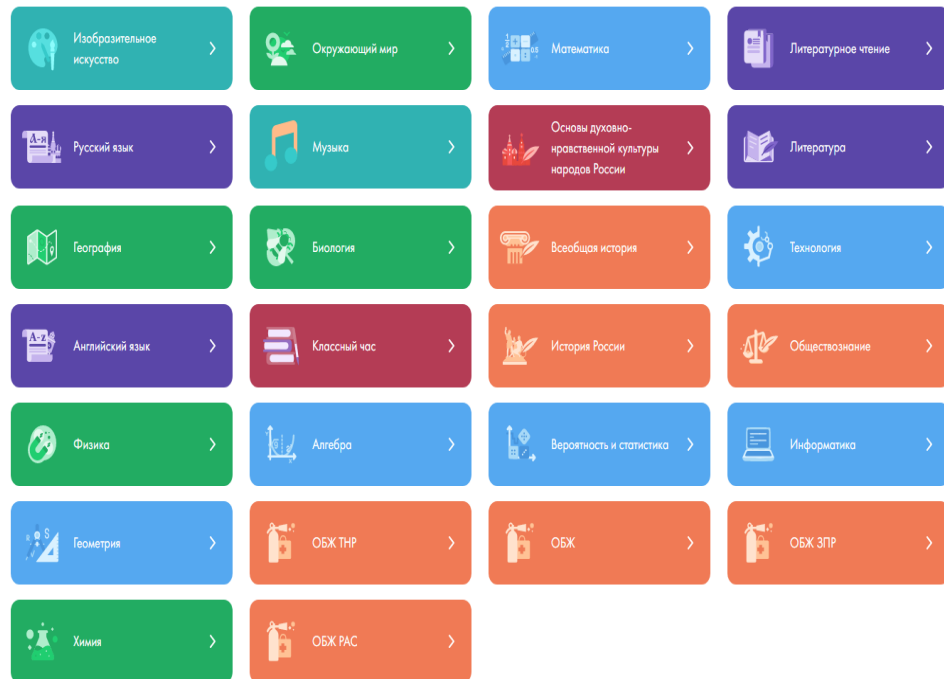 Изобразительное
искусство
Окружающий мир
Математика
Литературное чтение
Русский язык
Музыка
Основы духовно-
нравственной культуры
народов России
Литература
География
Биология
Всеобщая история
Технология
Английский язык
Классный час
История России
Обществознание
Физика
Алгебра
Вероятность и статистика
Информатика
Геометрия
ОБЖ ТНР
ОБЖ
ОБЖ ЗПР
Химия
ОБЖ РАС